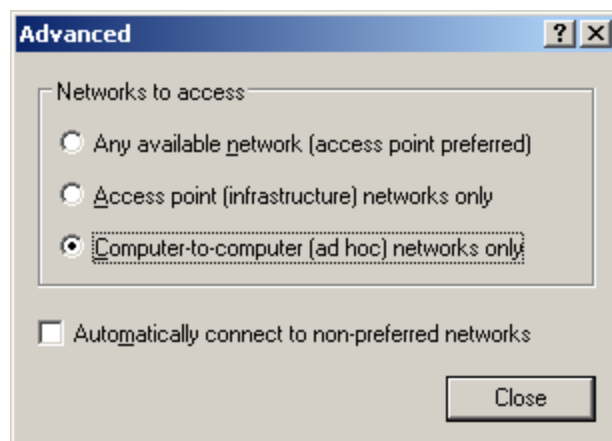 Advanced
Networks to access
Any available network (access point preferred)
Access point (infrastructure) networks only
Computer-to-computer (ad hoc) networks only
Automatically connect to non-preferred networks
Close